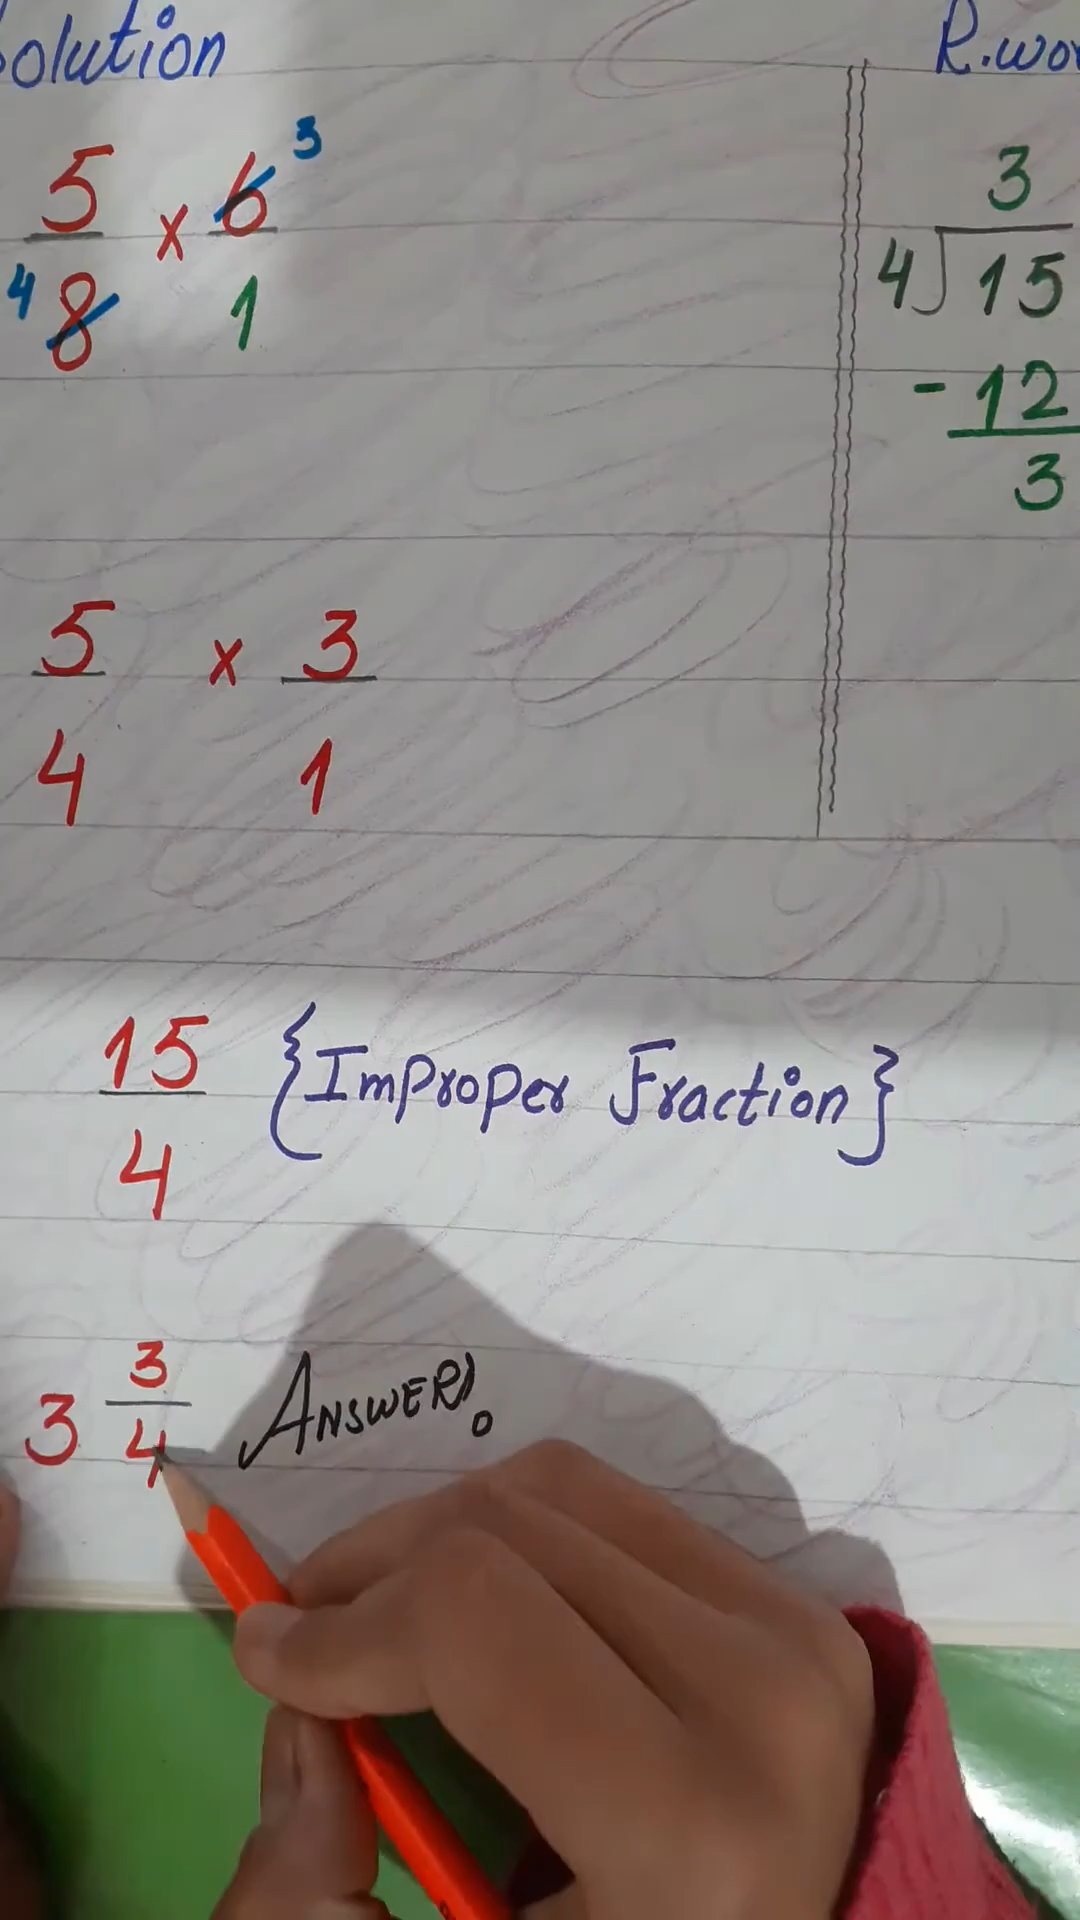 olution
R.wo
5 × 6 3
4 8 1
3
4 15
- 12
3
5 × 3
4 1
15 {Improper Fraction}
4
3 3/4 ANSWER.